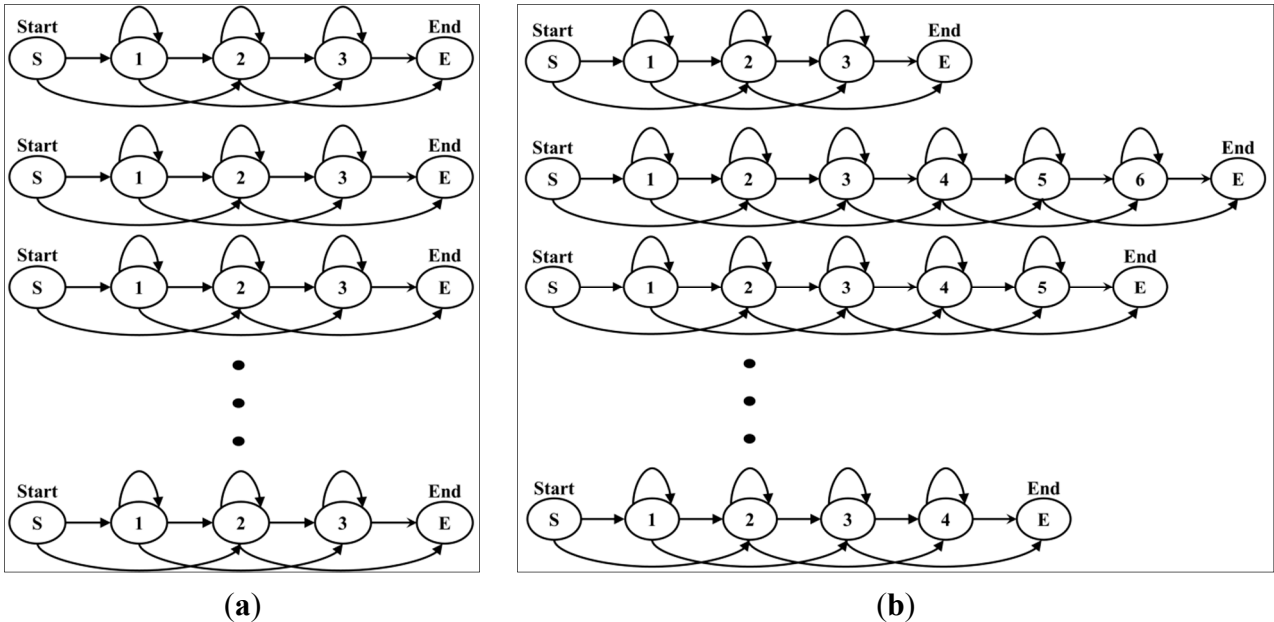 Start End
S 1 2 3 E
Start End
S 1 2 3 E
Start End
S 1 2 3 E
Start End
S 1 2 3 E
(a)
End
Start
S 1 2 3 E
Start End
S 1 2 3 4 5 6 E
Start End
S 1 2 3 4 5 E
Start End
S 1 2 3 4 E
(b)